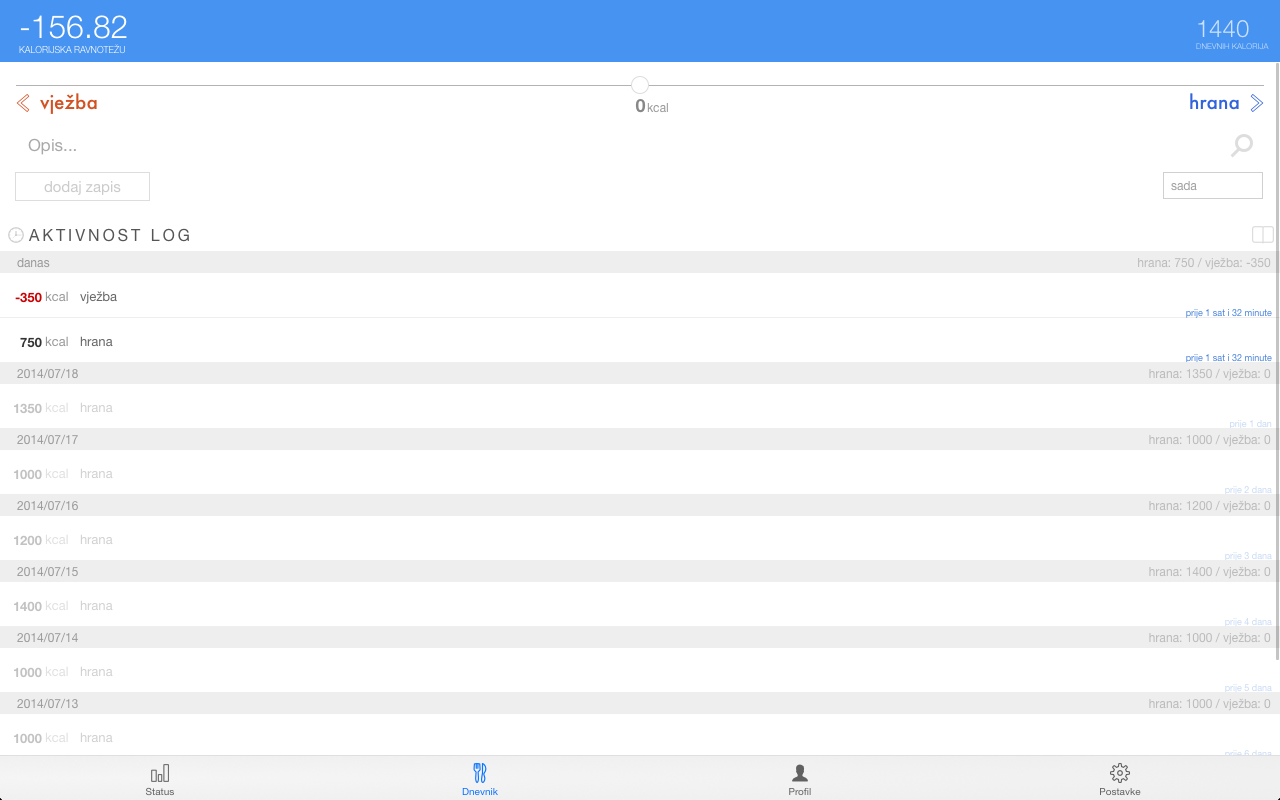 -156.82
KALORIJSKA RAVNOTEŽU
1440
DNEVNIH KALORIJA
vježba
0 kcal
hrana
Opis...
dodaj zapis
sada
AKTIVNOST LOG
danas
hrana: 750 / vježba: -350
-350 kcal vježba
prije 1 sat i 32 minute
750 kcal hrana
prije 1 sat i 32 minute
2014/07/18
hrana: 1350 / vježba: 0
1350 kcal hrana
prije 1 dan
2014/07/17
hrana: 1000 / vježba: 0
1000 kcal hrana
prije 2 dana
2014/07/16
hrana: 1200 / vježba: 0
1200 kcal hrana
prije 3 dana
2014/07/15
hrana: 1400 / vježba: 0
1400 kcal hrana
prije 4 dana
2014/07/14
hrana: 1000 / vježba: 0
1000 kcal hrana
prije 5 dana
2014/07/13
hrana: 1000 / vježba: 0
1000 kcal hrana
prije 6 dana
Status
Dnevnik
Profil
Postavke